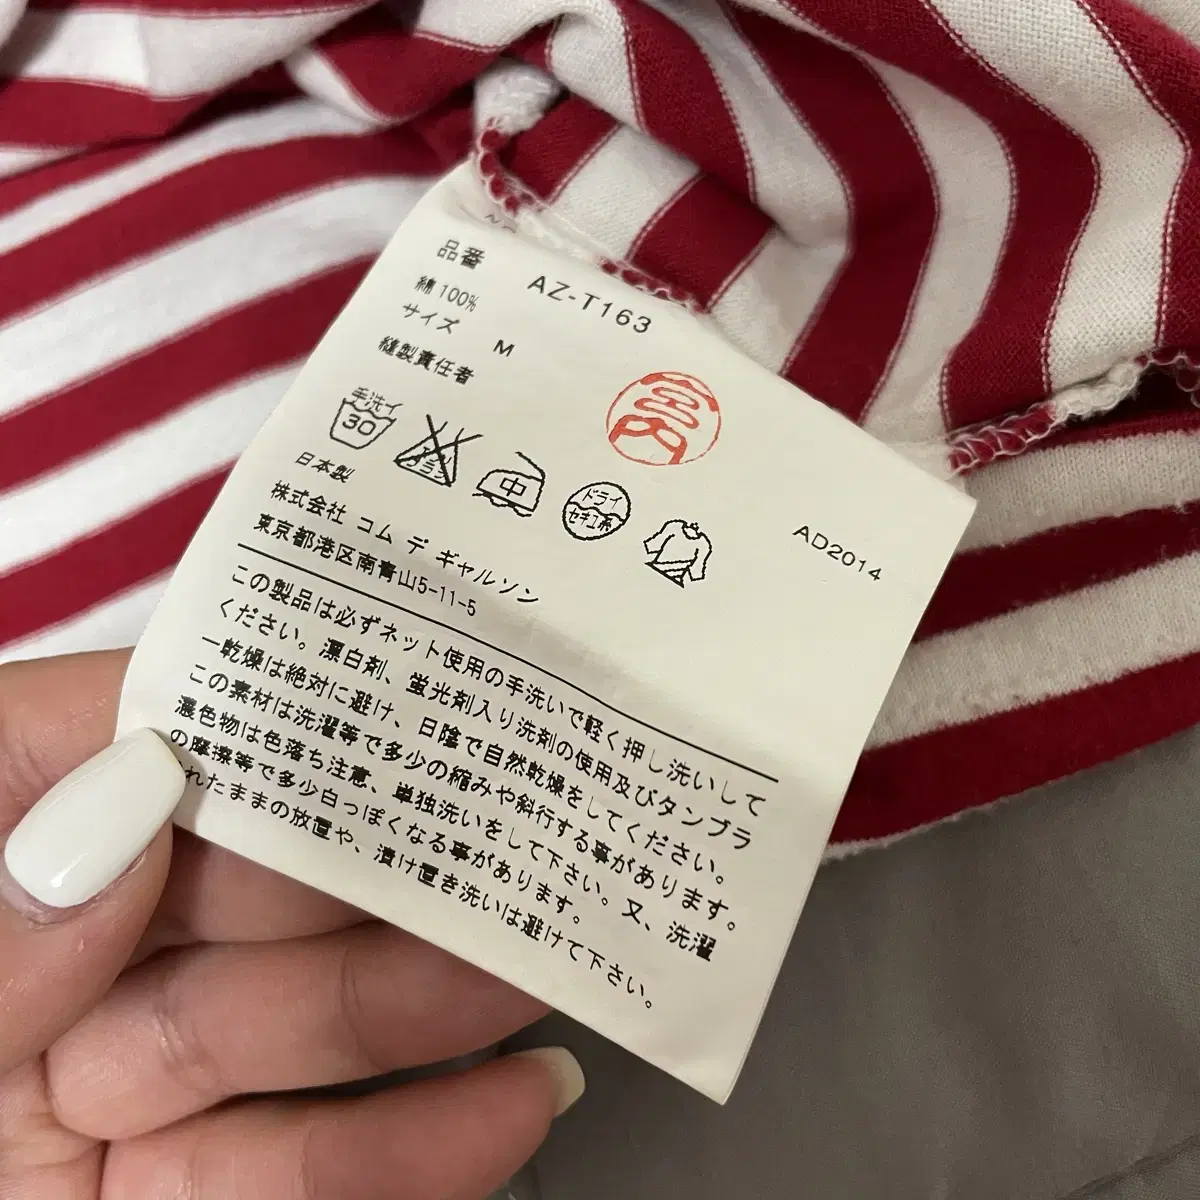 品番 AZ-T163
綿100%
サイズ M
縫製責任者
手洗イ
30
中
ドライ
セキユ系
日本製
AD2014
株式会社 コム デ ギャルソン
東京都港区南青山5-11-5
この製品は必ずネット使用の手洗いで軽く押し洗いして
ください。漂白剤、蛍光剤入り洗剤の使用及びタンブラ
ー乾燥は絶対に避け、日陰で自然乾燥をしてください。
この素材は洗濯等で多少の縮みや斜行する事があります。
濃色物は色落ち注意、単独洗いをして下さい。又、洗濯
の摩擦等で多少白っぽくなる事があります。
れたままの放置や、漬け置き洗いは避けて下さい。